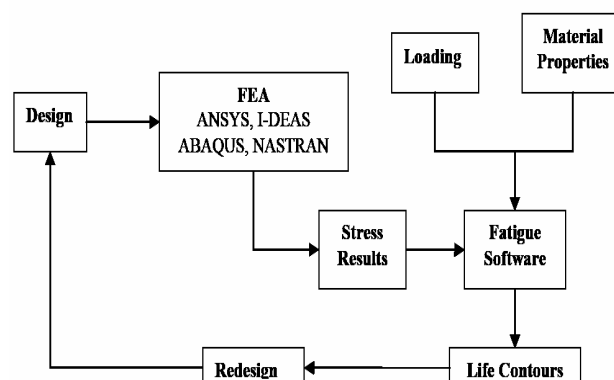 Material
Properties
Loading
FEA
ANSYS, I-DEAS
ABAQUS, NASTRAN
Design
Stress
Results
Fatigue
Software
Redesign
Life Contours